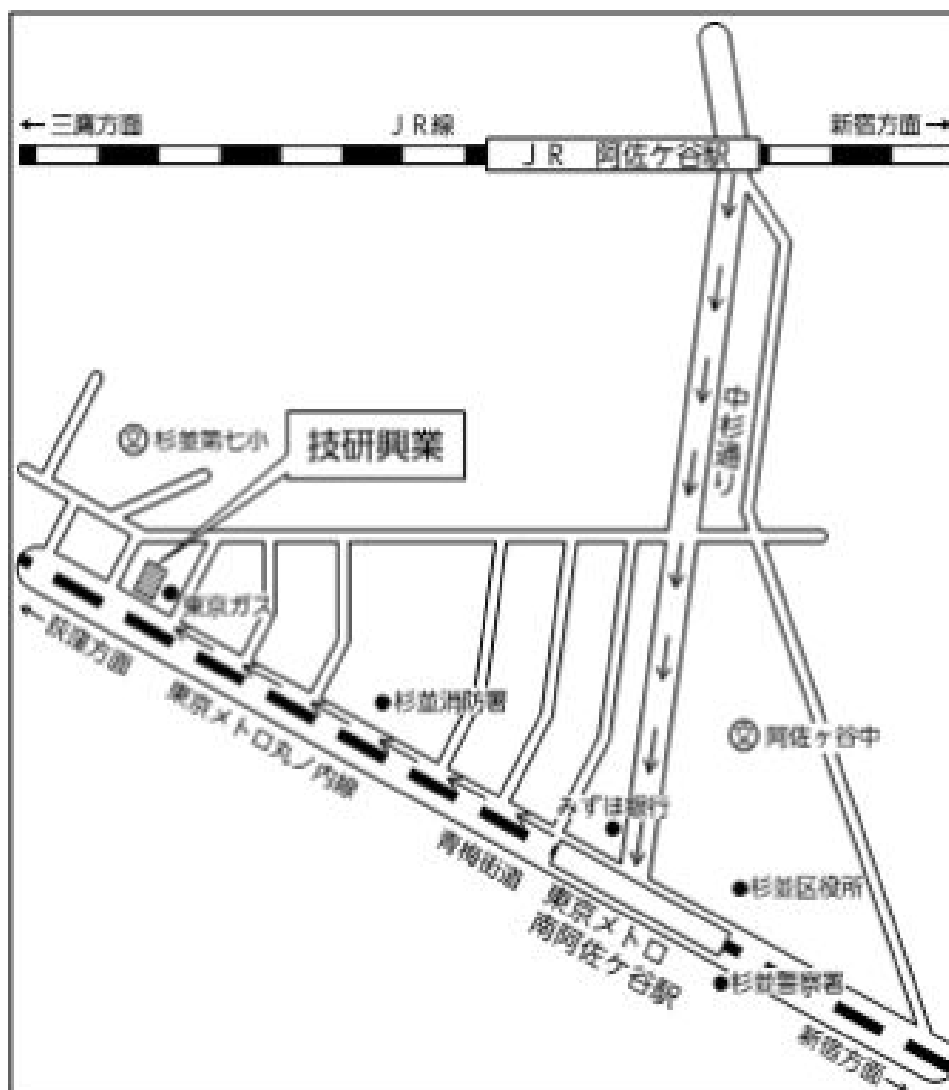 ← 三鷹方面
JR線
新宿方面 →
JR 阿佐ケ谷駅
中杉通り
文 杉並第七小
技研興業
東京ガス
← 荻窪方面
杉並消防署
東京メトロ丸ノ内線
文 阿佐ヶ谷中
みずほ銀行
青梅街道
杉並区役所
東京メトロ
南阿佐ケ谷駅
杉並警察署
新宿方面 →